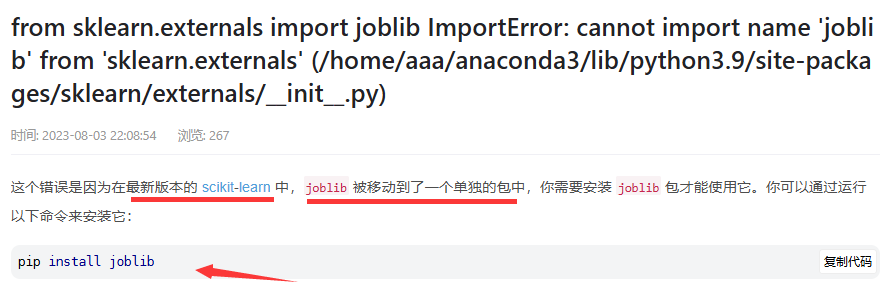 from sklearn.externals import joblib ImportError: cannot import name 'jobli
b' from 'sklearn.externals' (/home/aaa/anaconda3/lib/python3.9/site-packa
ges/sklearn/externals/__init__.py)
时间: 2023-08-03 22:08:54 浏览: 267
这个错误是因为在最新版本的 scikit-learn 中，joblib 被移动到了一个单独的包中，你需要安装 joblib 包才能使用它。你可以通过运行
以下命令来安装它：
pip install joblib 复制代码